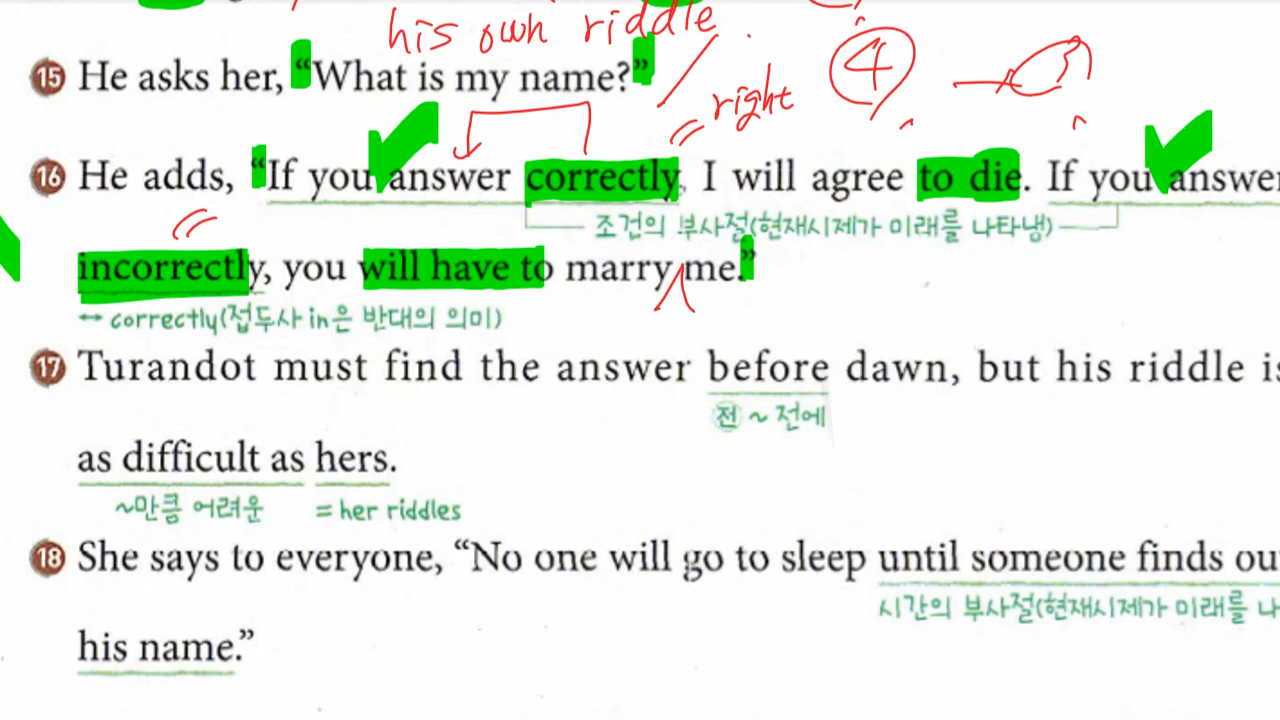 his own riddle.
15 He asks her, “What is my name?”
right
4
16 He adds, “If you answer correctly, I will agree to die. If you answer
조건의 부사절(현재시제가 미래를 나타냄)
incorrectly, you will have to marry me.”
↔ correctly(접두사 in은 반대의 의미)
17 Turandot must find the answer before dawn, but his riddle is
전 ~ 전에
as difficult as hers.
~만큼 어려운 = her riddles
18 She says to everyone, “No one will go to sleep until someone finds ou
시간의 부사절(현재시제가 미래를 나
his name.”